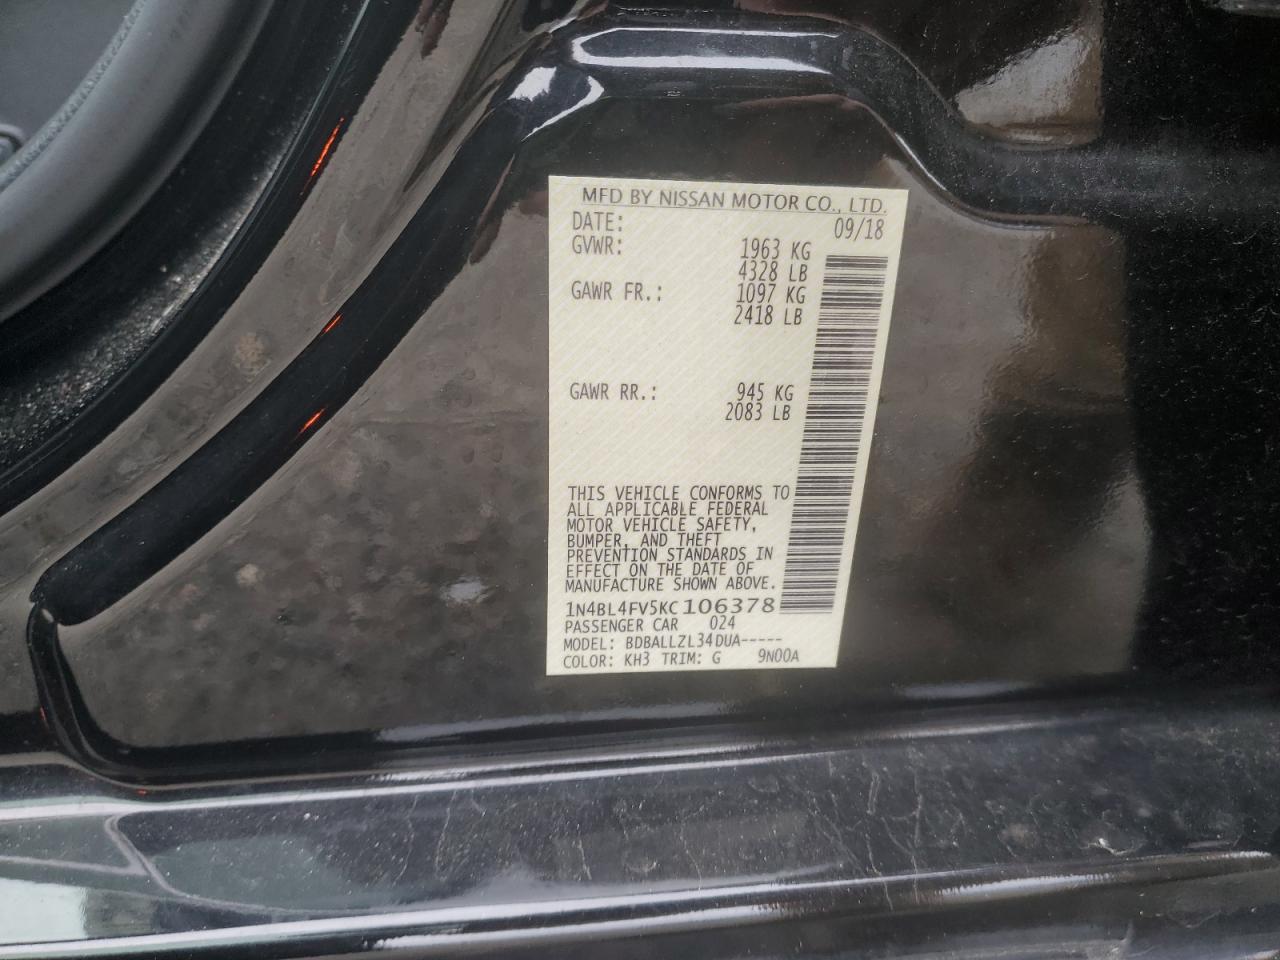 MFD BY NISSAN MOTOR CO., LTD.
DATE: 09/18
GVWR: 1963 KG
4328 LB
GAWR FR.: 1097 KG
2418 LB
GAWR RR.: 945 KG
2083 LB
THIS VEHICLE CONFORMS TO
ALL APPLICABLE FEDERAL
MOTOR VEHICLE SAFETY,
BUMPER, AND THEFT
PREVENTION STANDARDS IN
EFFECT ON THE DATE OF
MANUFACTURE SHOWN ABOVE.
1N4BL4FV5KC106378
PASSENGER CAR 024
MODEL: BDBALLZL34DUA-----
COLOR: KH3 TRIM: G 9N00A